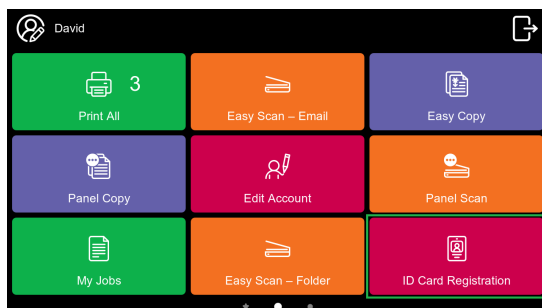 David
3
Print All
Easy Scan – Email
Easy Copy
Panel Copy
Edit Account
Panel Scan
My Jobs
Easy Scan – Folder
ID Card Registration